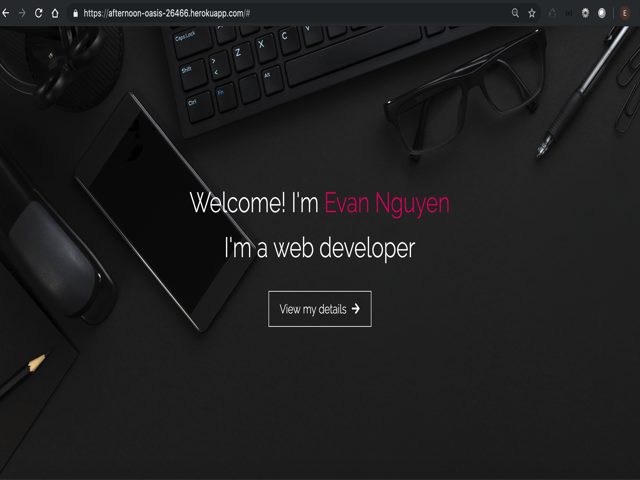 https://afternoon-oasis-26466.herokuapp.com/#
E
Caps Lock
Z
X
C
V
Shift
>
<
Ctrl
Fn
Alt
Welcome! I'm Evan Nguyen
I'm a web developer
View my details